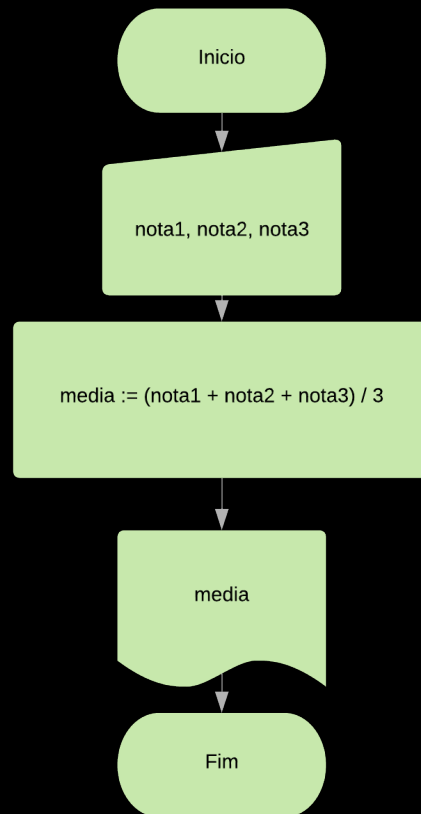 Inicio
nota1, nota2, nota3
media := (nota1 + nota2 + nota3) / 3
media
Fim